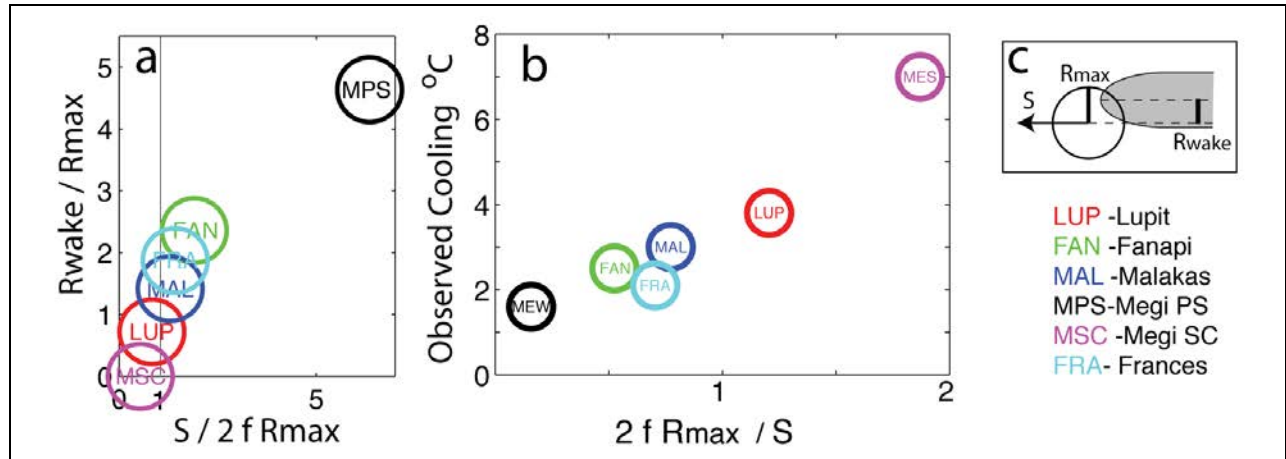 a
5
4
3
2
1
0
Rwake / Rmax
MPS
FAN
FRA
MAL
LUP
MSC
0 1 5
S / 2 f Rmax
b
8
6
4
2
0
Observed Cooling °C
MES
LUP
MAL
FAN
FRA
MEW
1 2
2 f Rmax / S
C
Rmax
S
Rwake
LUP -Lupit
FAN -Fanapi
MAL -Malakas
MPS-Megi PS
MSC -Megi SC
FRA- Frances